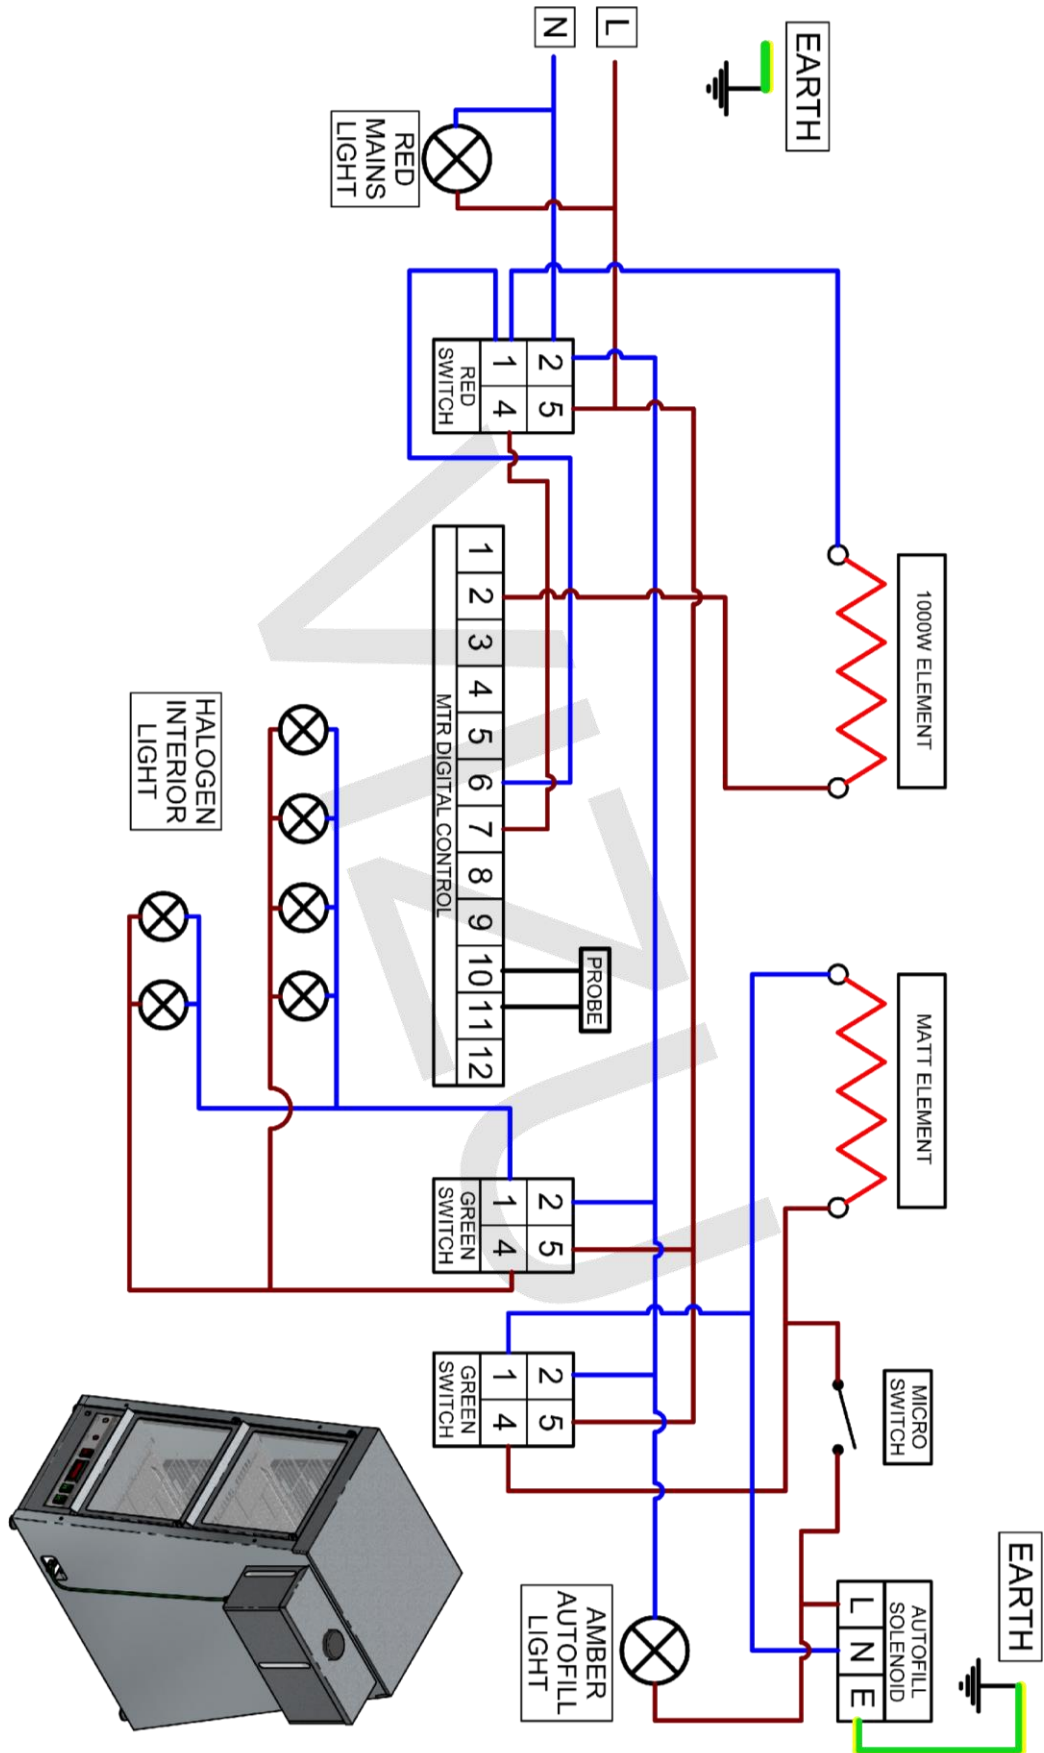 EARTH
EARTH
1000W ELEMENT
MATT ELEMENT
MICRO
SWITCH
AUTOFILL
SOLENOID
L N E
L
N
RED
MAINS
LIGHT
2 5
1 4
RED
SWITCH
PROBE
1 2 3 4 5 6 7 8 9 10 11 12
MTR DIGITAL CONTROL
2 5
1 4
GREEN
SWITCH
2 5
1 4
GREEN
SWITCH
AMBER
AUTOFILL
LIGHT
HALOGEN
INTERIOR
LIGHT
VIZU